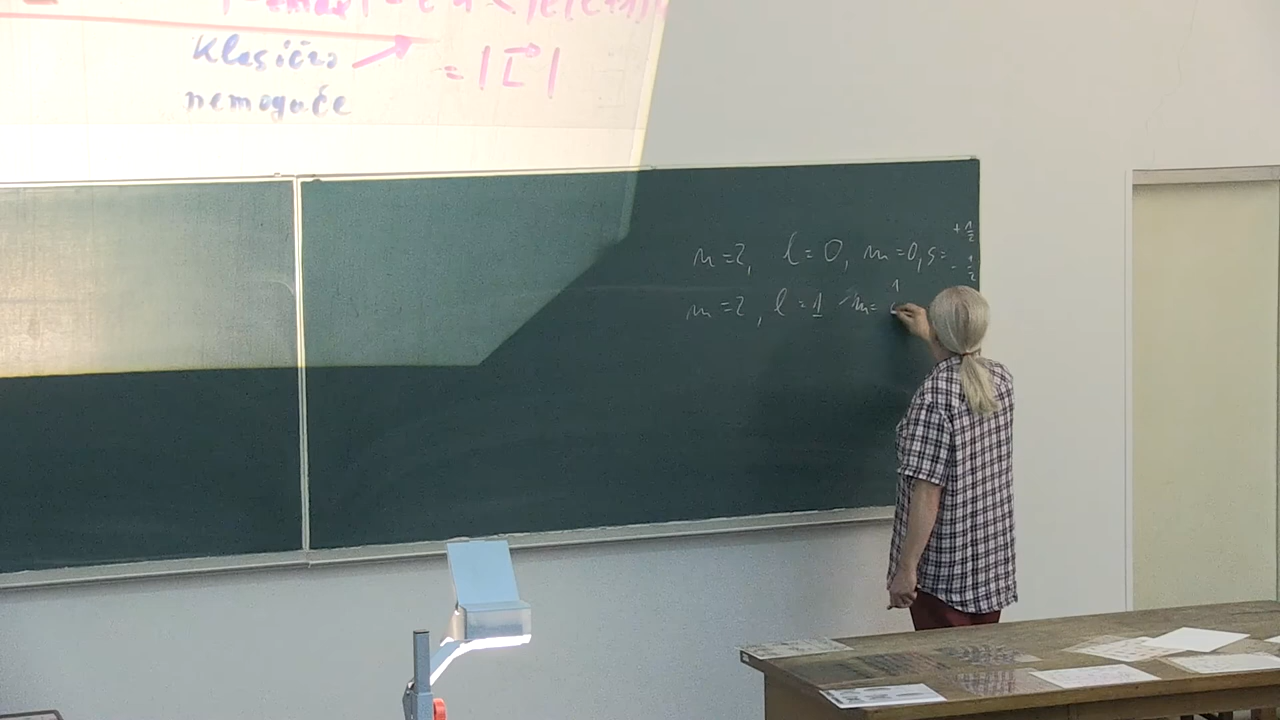 Klasično
nemoguće
= |L⃗|
n=2, l=0, m=0, s= +1/2 -1/2
n=2, l=1 m= 1